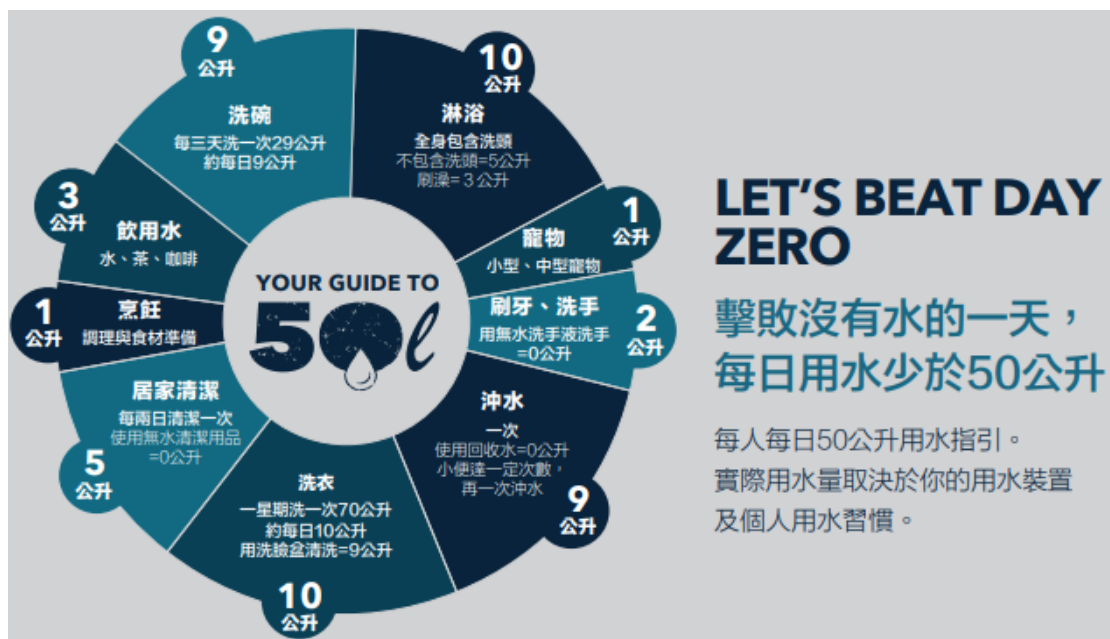 9
公升
洗碗
每三天洗一次29公升
約每日9公升
10
公升
淋浴
全身包含洗頭
不包含洗頭=5公升
刷澡=3公升
1
公升
寵物
小型、中型寵物
2
公升
刷牙、洗手
用無水洗手液洗手
=0公升
9
公升
沖水
一次
使用回收水=0公升
小便達一定次數，
再一次沖水
10
公升
洗衣
一星期洗一次70公升
約每日10公升
用洗臉盆清洗=9公升
5
公升
居家清潔
每兩日清潔一次
使用無水清潔用品
=0公升
1
公升
烹飪
調理與食材準備
3
公升
飲用水
水、茶、咖啡
YOUR GUIDE TO
50l
LET'S BEAT DAY
ZERO
擊敗沒有水的一天，
每日用水少於50公升
每人每日50公升用水指引。
實際用水量取決於你的用水裝置
及個人用水習慣。